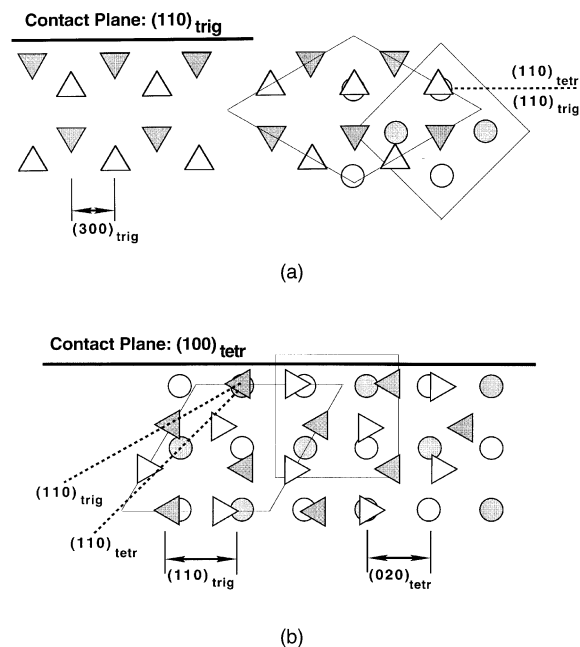 Contact Plane: (110)trig
(110)tetr
(110)trig
(300)trig
(a)
Contact Plane: (100)tetr
(110)trig
(110)tetr
(110)trig
(020)tetr
(b)